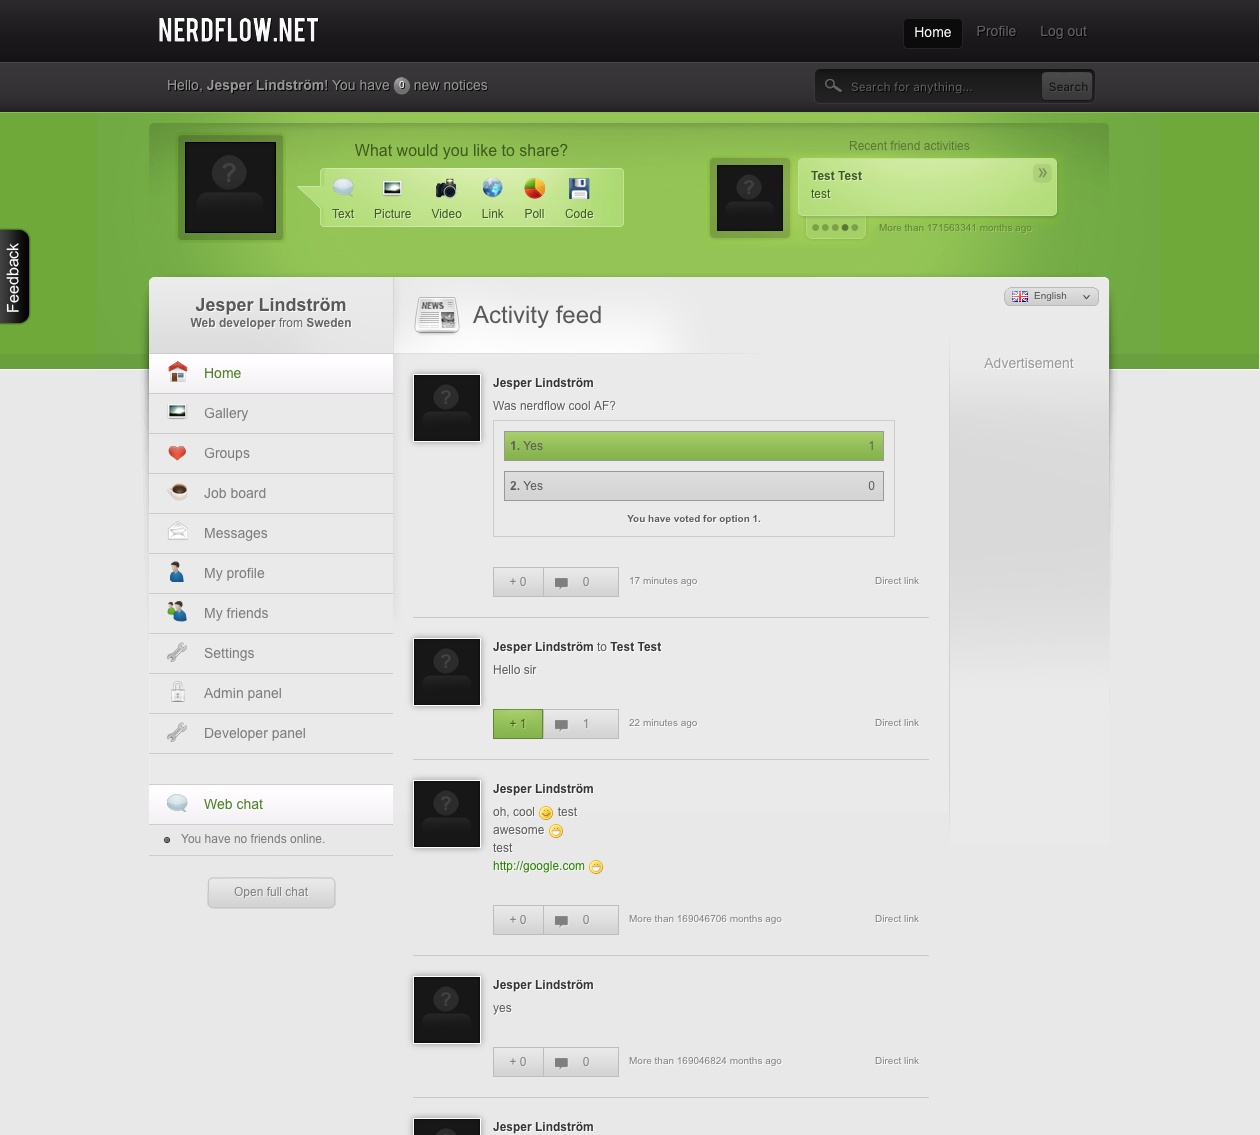 NERDFLOW.NET
Home
Profile
Log out
Hello, Jesper Lindström! You have 0 new notices
Search for anything...
Search
What would you like to share?
Text
Picture
Video
Link
Poll
Code
Recent friend activities
Test Test
test
More than 171563341 months ago
Feedback
Jesper Lindström
Web developer from Sweden
NEWS
Activity feed
English
Home
Gallery
Groups
Job board
Messages
My profile
My friends
Settings
Admin panel
Developer panel
Web chat
You have no friends online.
Open full chat
Advertisement
Jesper Lindström
Was nerdflow cool AF?
1. Yes 1
2. Yes 0
You have voted for option 1.
+ 0 0 17 minutes ago Direct link
Jesper Lindström to Test Test
Hello sir
+ 1 1 22 minutes ago Direct link
Jesper Lindström
oh, cool test
awesome
test
http://google.com
+ 0 0 More than 169046706 months ago Direct link
Jesper Lindström
yes
+ 0 0 More than 169046824 months ago Direct link
Jesper Lindström